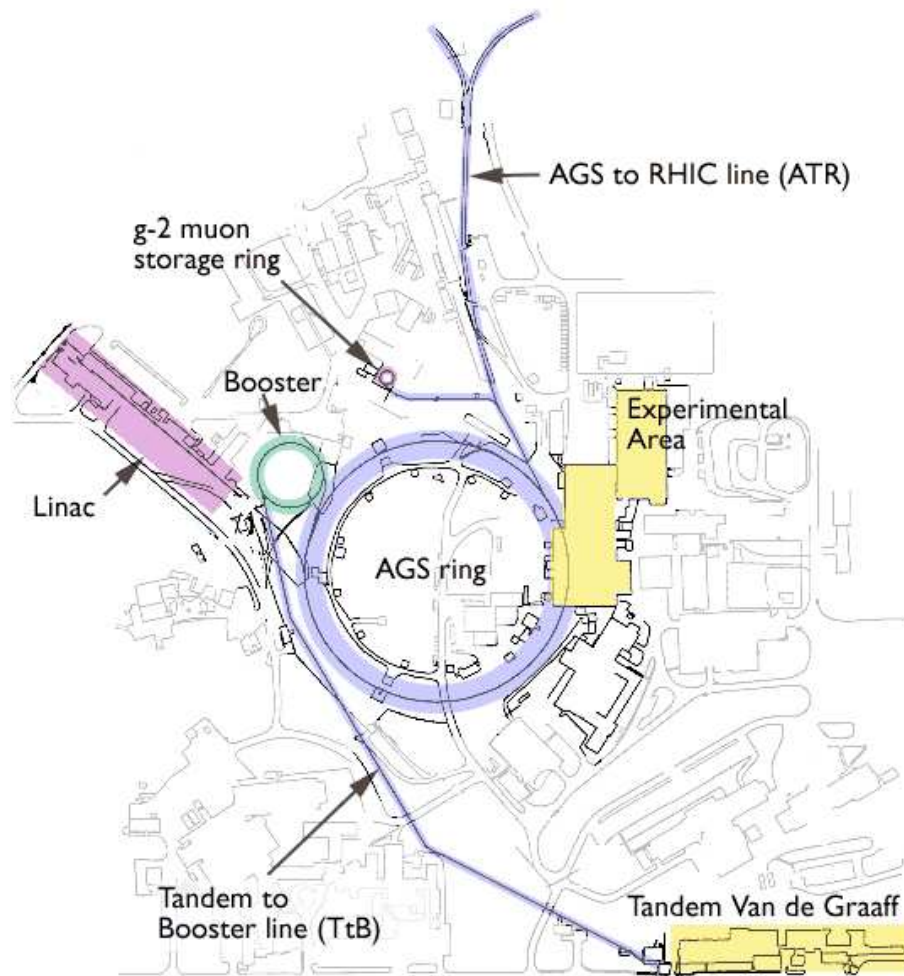 AGS to RHIC line (ATR)
g-2 muon
storage ring
Booster
Experimental
Area
Linac
AGS ring
Tandem to
Booster line (TtB)
Tandem Van de Graaff